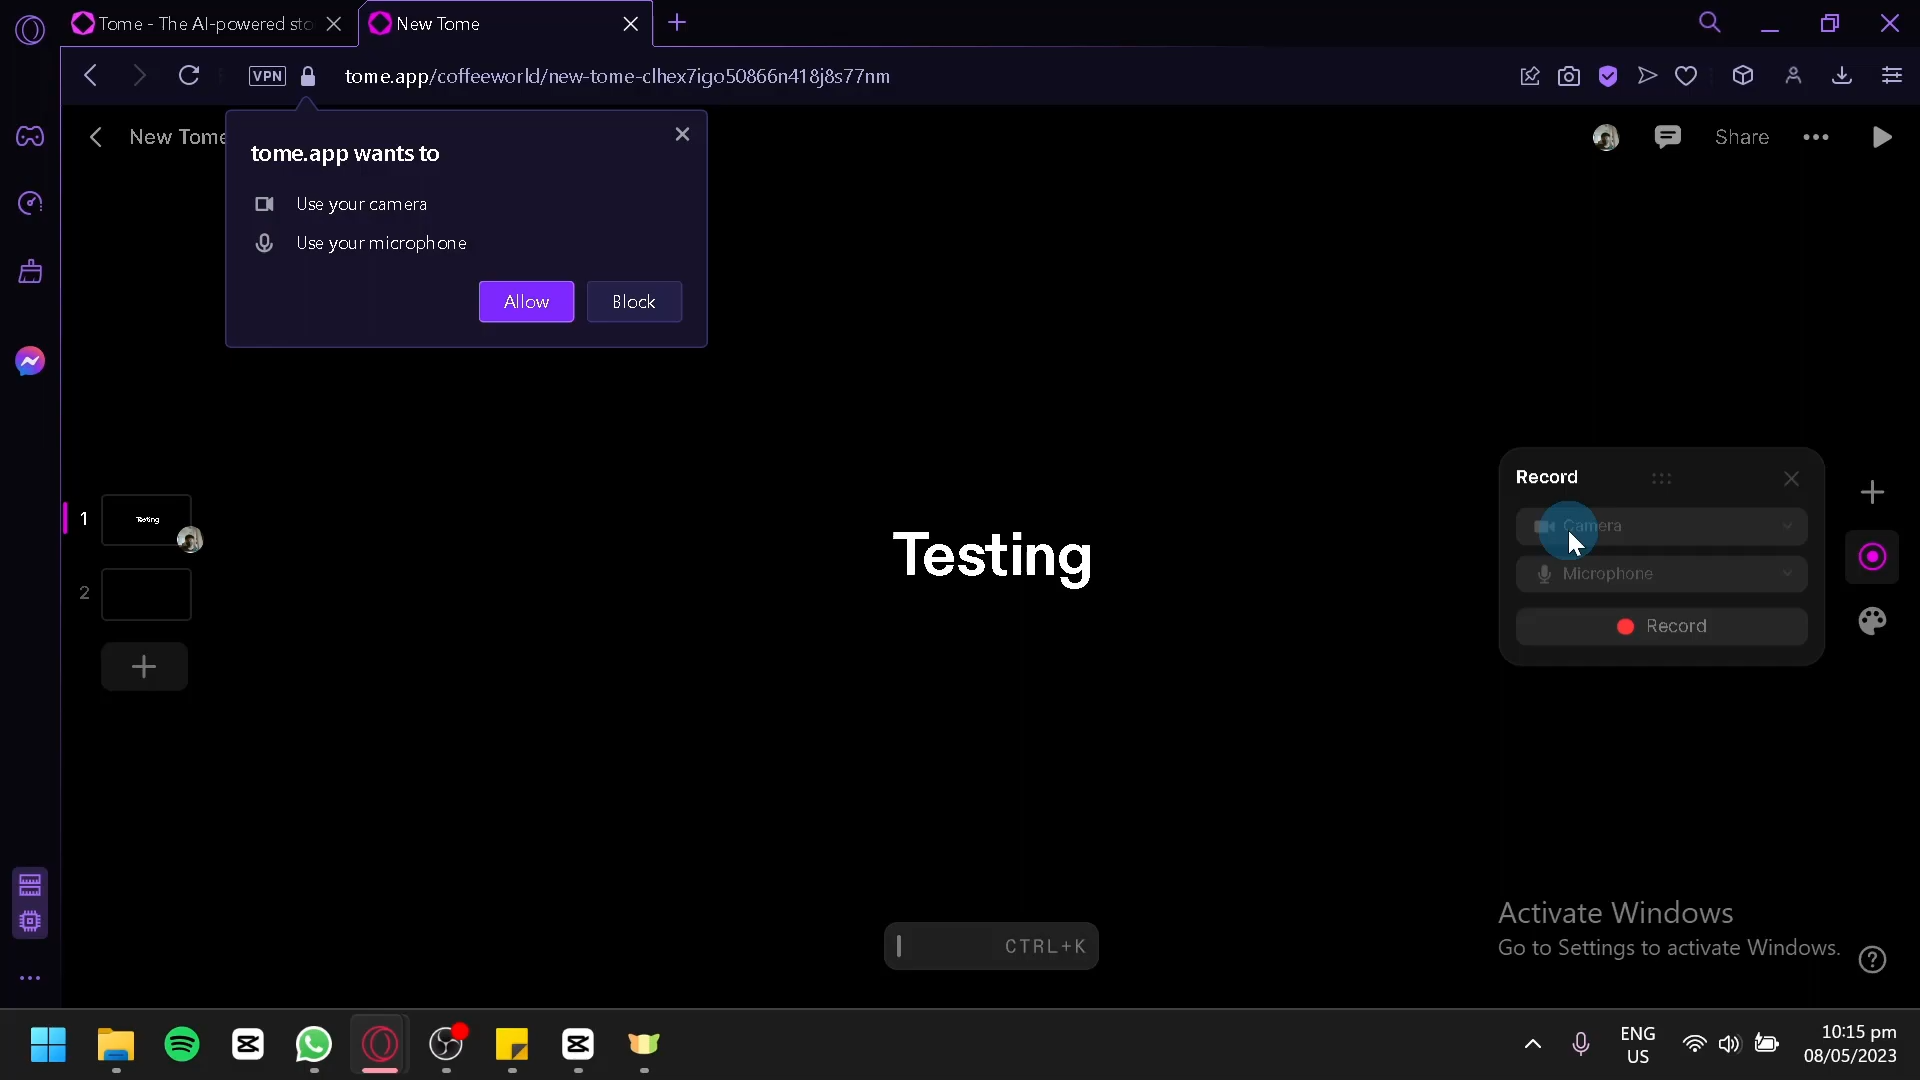 Tome - The AI-powered sto
New Tome
VPN
tome.app/coffeeworld/new-tome-clhex7igo50866n418j8s77nm
New Tome
Share
tome.app wants to
Use your camera
Use your microphone
Allow
Block
Record
Camera
Microphone
Record
1
Testing
2
Testing
CTRL+K
Activate Windows
Go to Settings to activate Windows.
ENG
US
10:15 pm
08/05/2023